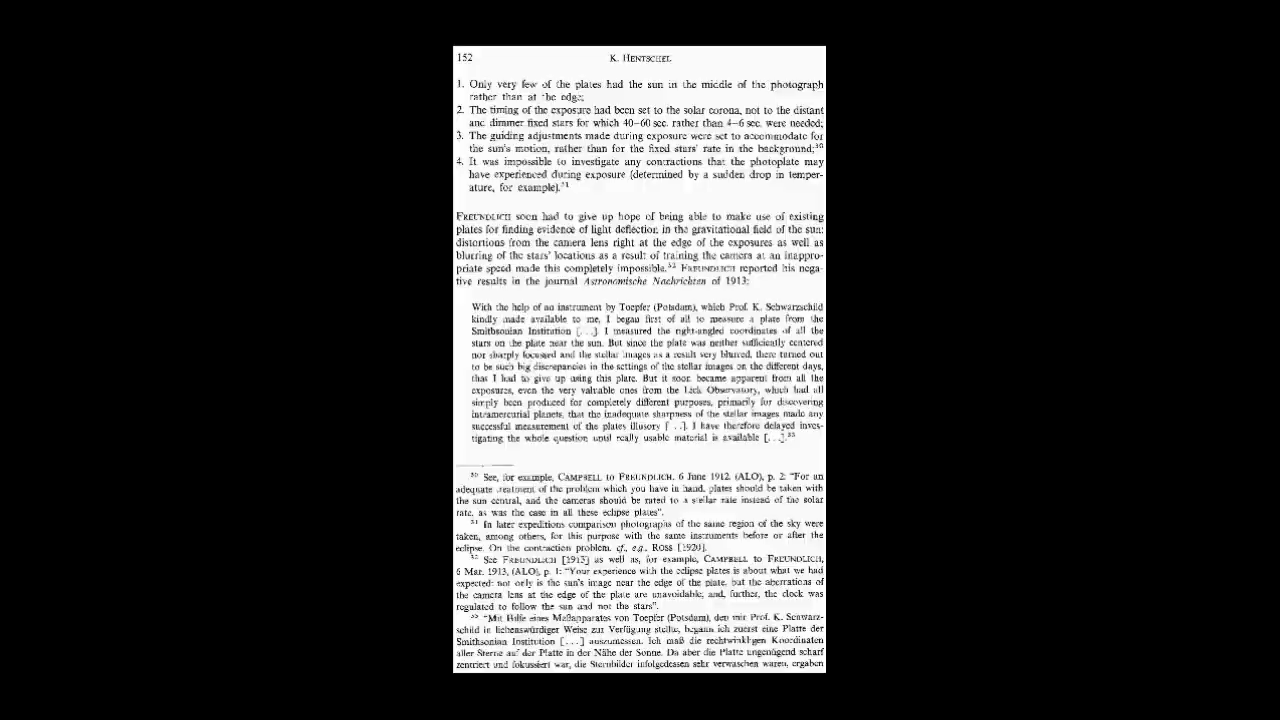 152
K. HENTSCHEL
1. Only very few of the plates had the sun in the middle of the photograph
rather than at the edge;
2. The timing of the exposure had been set to the solar corona, not to the distant
and dimmer fixed stars for which 40–60 sec. rather than 4–6 sec. were needed;
3. The guiding adjustments made during exposure were set to accommodate for
the sun's motion, rather than for the fixed stars' rate in the background;30
4. It was impossible to investigate any contractions that the photoplate may
have experienced during exposure (determined by a sudden drop in temper-
ature, for example).31
FREUNDLICH soon had to give up hope of being able to make use of existing
plates for finding evidence of light deflection in the gravitational field of the sun:
distortions from the camera lens right at the edge of the exposures as well as
blurring of the stars' locations as a result of training the camera at an inappro-
priate speed made this completely impossible.32 FREUNDLICH reported his nega-
tive results in the journal Astronomische Nachrichten of 1913:
With the help of an instrument by Toepfer (Potsdam), which Prof. K. Schwarzschild
kindly made available to me, I began first of all to measure a plate from the
Smithsonian Institution [...]. I measured the right-angled coordinates of all the
stars on the plate near the sun. But since the plate was neither sufficiently centered
nor sharply focussed and the stellar images as a result very blurred, there turned out
to be such big discrepancies in the settings of the stellar images on the different days,
that I had to give up using this plate. But it soon became apparent from all the
exposures, even the very valuable ones from the Lick Observatory, which had all
simply been produced for completely different purposes, primarily for discovering
intramercurial planets, that the inadequate sharpness of the stellar images made any
successful measurement of the plates illusory [...]. I have therefore delayed inves-
tigating the whole question until really usable material is available [...].33
30 See, for example, CAMPBELL to FREUNDLICH, 6 June 1912, (ALO), p. 2: "For an
adequate treatment of the problem which you have in hand, plates should be taken with
the sun central, and the cameras should be rated to a stellar rate instead of the solar
rate, as was the case in all these eclipse plates".
31 In later expeditions comparison photographs of the same region of the sky were
taken, among others, for this purpose with the same instruments before or after the
eclipse. On the contraction problem, cf., e.g., ROSS [1920].
32 See FREUNDLICH [1913] as well as, for example, CAMPBELL to FREUNDLICH,
6 Mar. 1913, (ALO), p. 1: "Your experience with the eclipse plates is about what we had
expected: not only is the sun's image near the edge of the plate, but the aberrations of
the camera lens at the edge of the plate are unavoidable; and, further, the clock was
regulated to follow the sun and not the stars".
33 "Mit Hilfe eines Meßapparates von Toepfer (Potsdam), den mir Prof. K. Schwarz-
schild in liebenswürdiger Weise zur Verfügung stellte, begann ich zuerst eine Platte der
Smithsonian Institution [...] auszumessen. Ich maß die rechtwinkligen Koordinaten
aller Sterne auf der Platte in der Nähe der Sonne. Da aber die Platte ungenügend scharf
zentriert und fokussiert war, die Sternbilder infolgedessen sehr verwaschen waren, ergaben